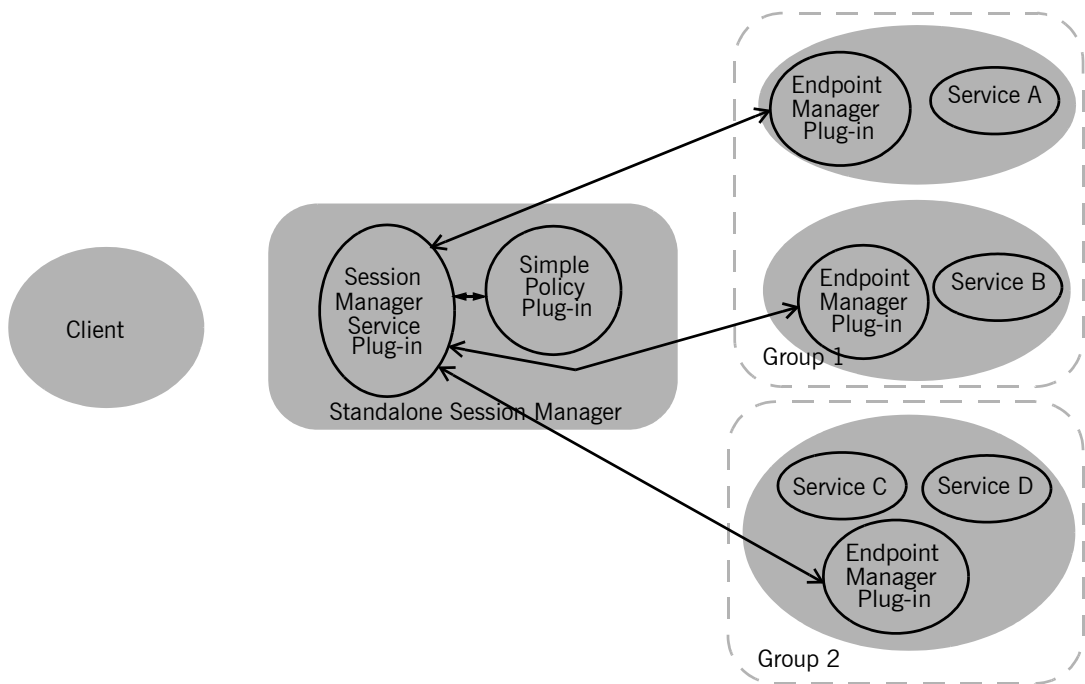 Client
Session
Manager
Service
Plug-in
Simple
Policy
Plug-in
Standalone Session Manager
Endpoint
Manager
Plug-in
Service A
Endpoint
Manager
Plug-in
Service B
Group 1
Service C
Service D
Endpoint
Manager
Plug-in
Group 2